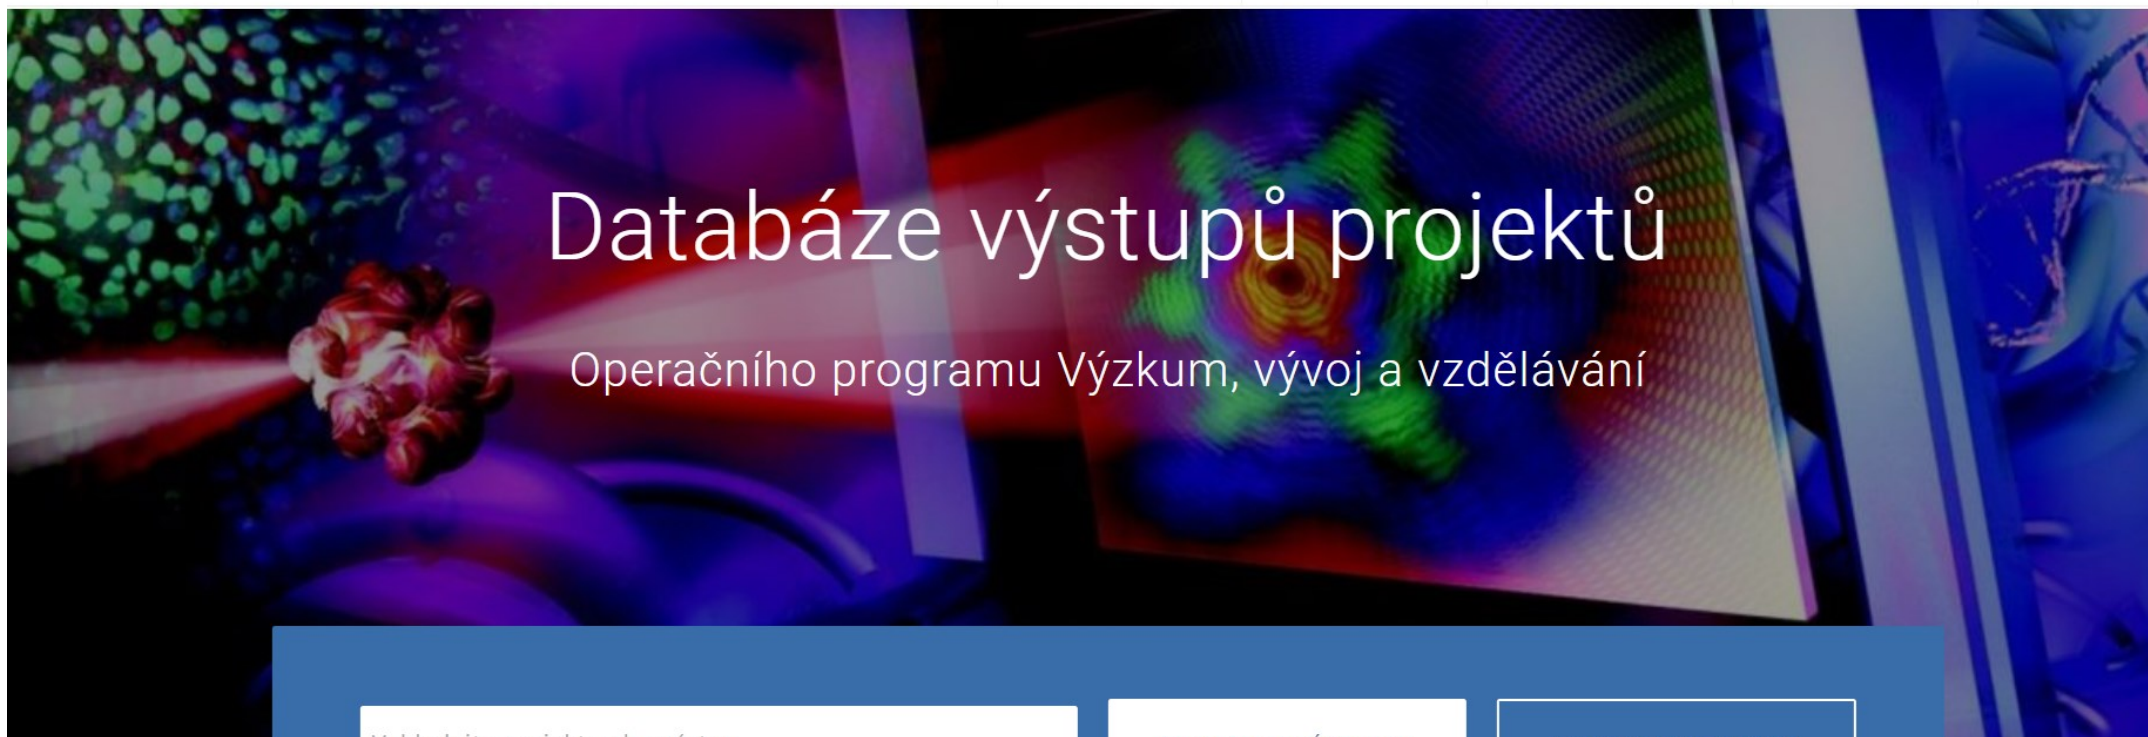 Databáze výstupů projektů
Operačního programu Výzkum, vývoj a vzdělávání